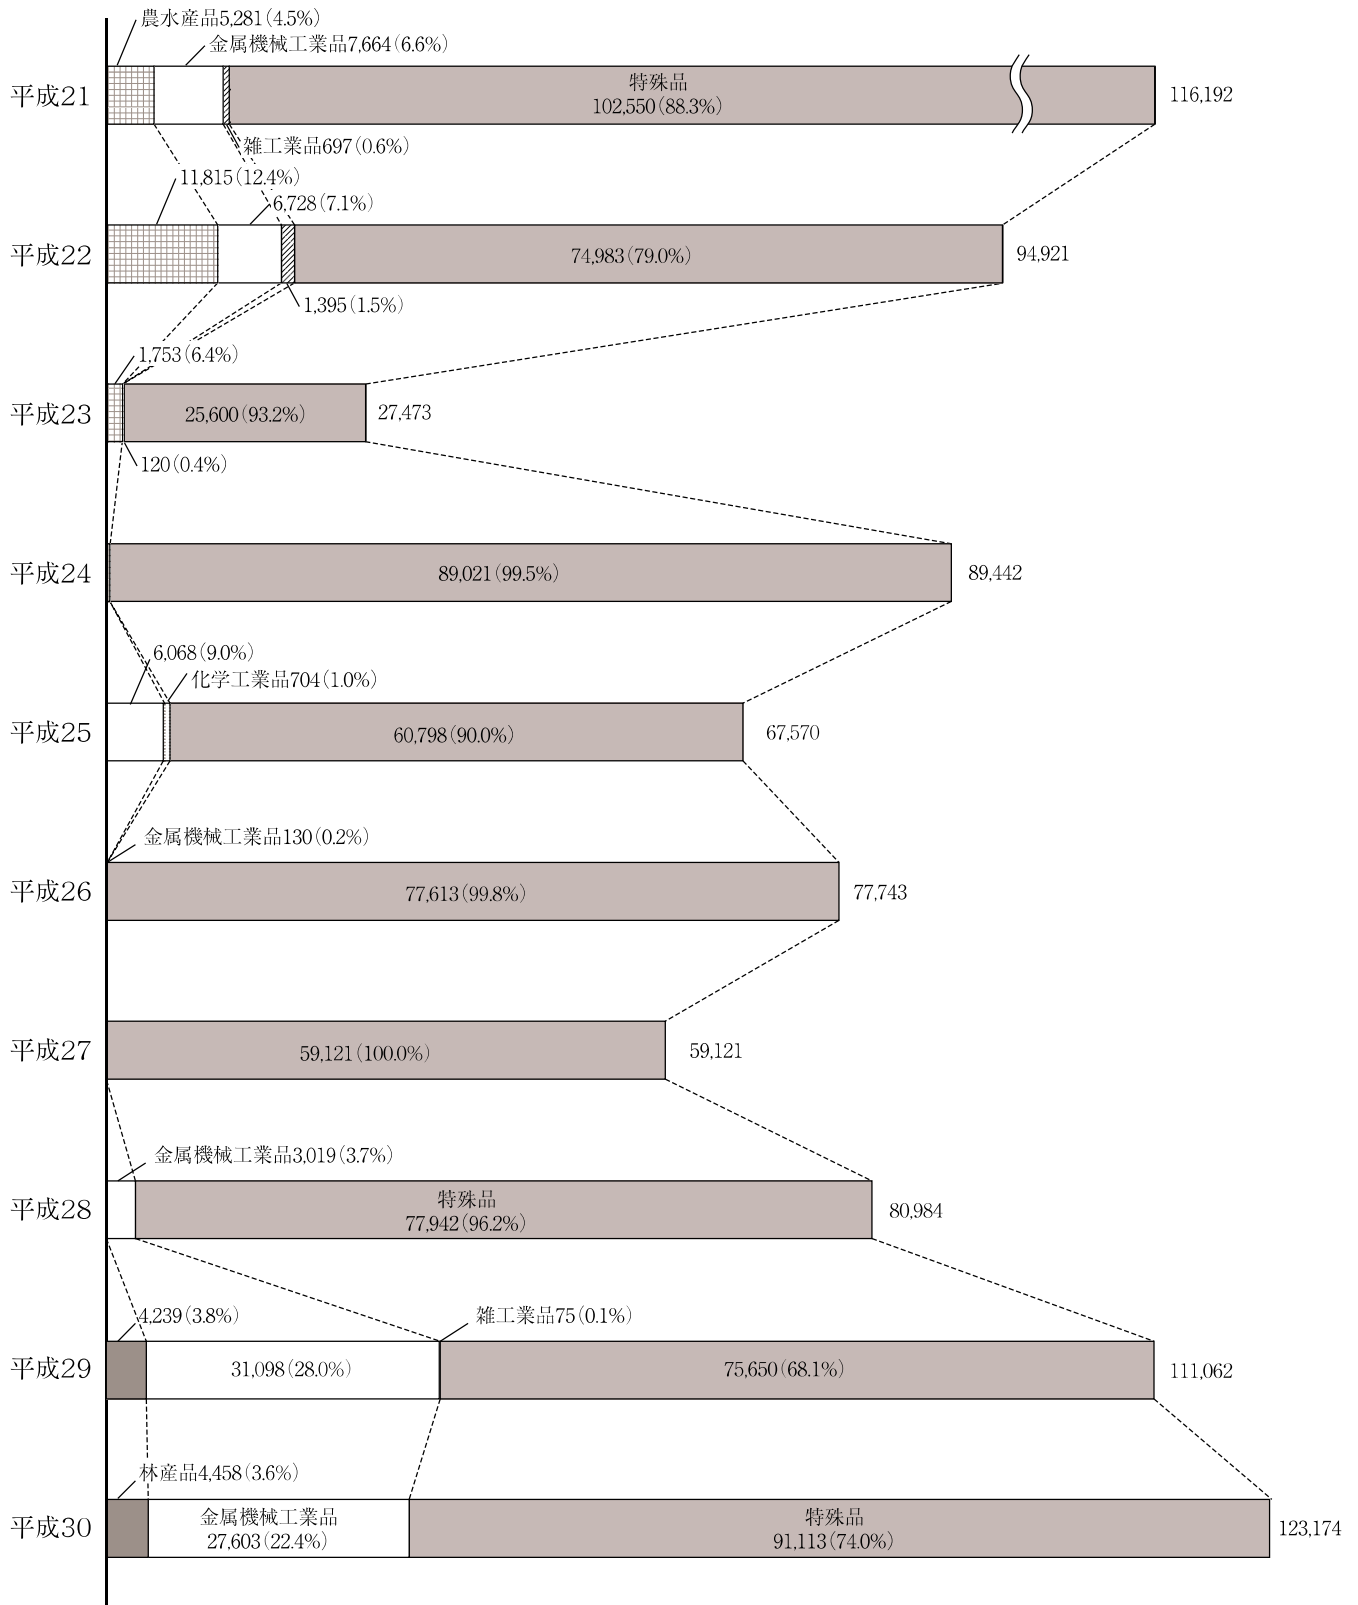 農水産品5,281(4.5%)
金属機械工業品7,664(6.6%)
平成21
特殊品
102,550(88.3%)
116,192
雑工業品697(0.6%)
11,815(12.4%)
6,728(7.1%)
平成22
74,983(79.0%)
94,921
1,395(1.5%)
1,753(6.4%)
平成23
25,600(93.2%)
27,473
120(0.4%)
平成24
89,021(99.5%)
89,442
6,068(9.0%)
化学工業品704(1.0%)
平成25
60,798(90.0%)
67,570
金属機械工業品130(0.2%)
平成26
77,613(99.8%)
77,743
平成27
59,121(100.0%)
59,121
金属機械工業品3,019(3.7%)
平成28
特殊品
77,942(96.2%)
80,984
4,239(3.8%)
雑工業品75(0.1%)
平成29
31,098(28.0%)
75,650(68.1%)
111,062
林産品4,458(3.6%)
平成30
金属機械工業品
27,603(22.4%)
特殊品
91,113(74.0%)
123,174